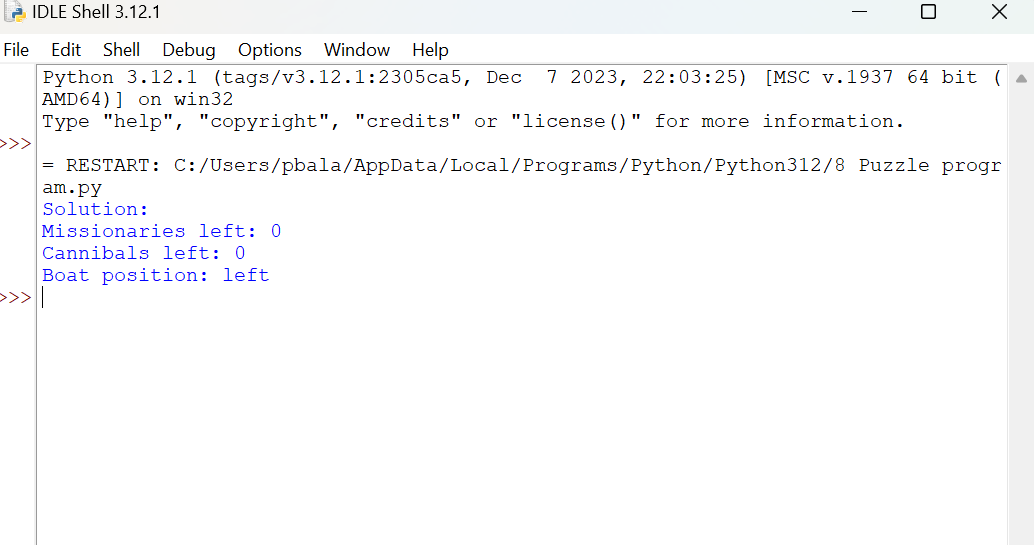 IDLE Shell 3.12.1
File Edit Shell Debug Options Window Help
Python 3.12.1 (tags/v3.12.1:2305ca5, Dec  7 2023, 22:03:25) [MSC v.1937 64 bit (
AMD64)] on win32
Type "help", "copyright", "credits" or "license()" for more information.
>>>
= RESTART: C:/Users/pbala/AppData/Local/Programs/Python/Python312/8 Puzzle progr
am.py
Solution:
Missionaries left: 0
Cannibals left: 0
Boat position: left
>>>